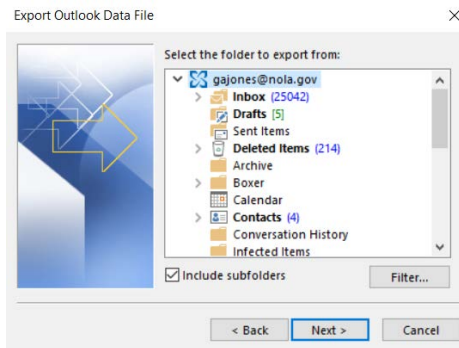 Export Outlook Data File
Select the folder to export from:
gajones@nola.gov
Inbox (25042)
Drafts [5]
Sent Items
Deleted Items (214)
Archive
Boxer
Calendar
Contacts (4)
Conversation History
Infected Items
Include subfolders
Filter...
< Back Next > Cancel